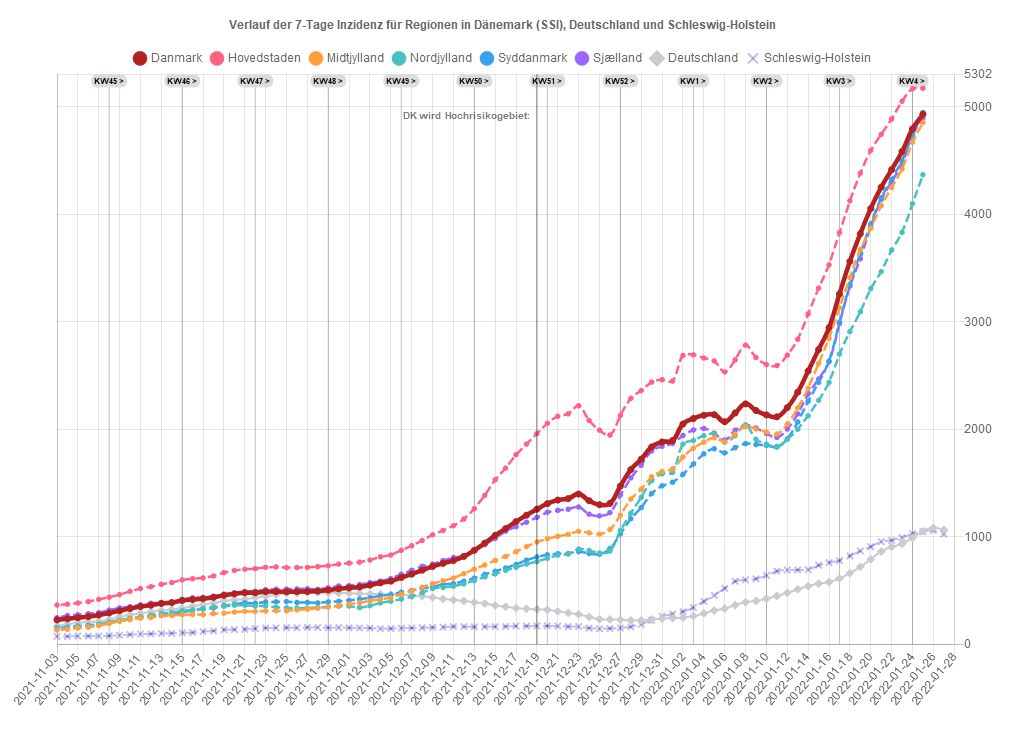 Verlauf der 7-Tage Inzidenz für Regionen in Dänemark (SSI), Deutschland und Schleswig-Holstein
Danmark Hovedstaden Midtjylland Nordjylland Syddanmark Sjælland Deutschland Schleswig-Holstein
KW45 > KW46 > KW47 > KW48 > KW49 > KW50 > KW51 > KW52 > KW1 > KW2 > KW3 > KW4 >
DK wird Hochrisikogebiet:
5302
5000
4000
3000
2000
1000
0
2021-11-03 2021-11-05 2021-11-07 2021-11-09 2021-11-11 2021-11-13 2021-11-15 2021-11-17 2021-11-19 2021-11-21 2021-11-23 2021-11-25 2021-11-27 2021-11-29 2021-12-01 2021-12-03 2021-12-05 2021-12-07 2021-12-09 2021-12-11 2021-12-13 2021-12-15 2021-12-17 2021-12-19 2021-12-21 2021-12-23 2021-12-25 2021-12-27 2021-12-29 2021-12-31 2022-01-02 2022-01-04 2022-01-06 2022-01-08 2022-01-10 2022-01-12 2022-01-14 2022-01-16 2022-01-18 2022-01-20 2022-01-22 2022-01-24 2022-01-26 2022-01-28